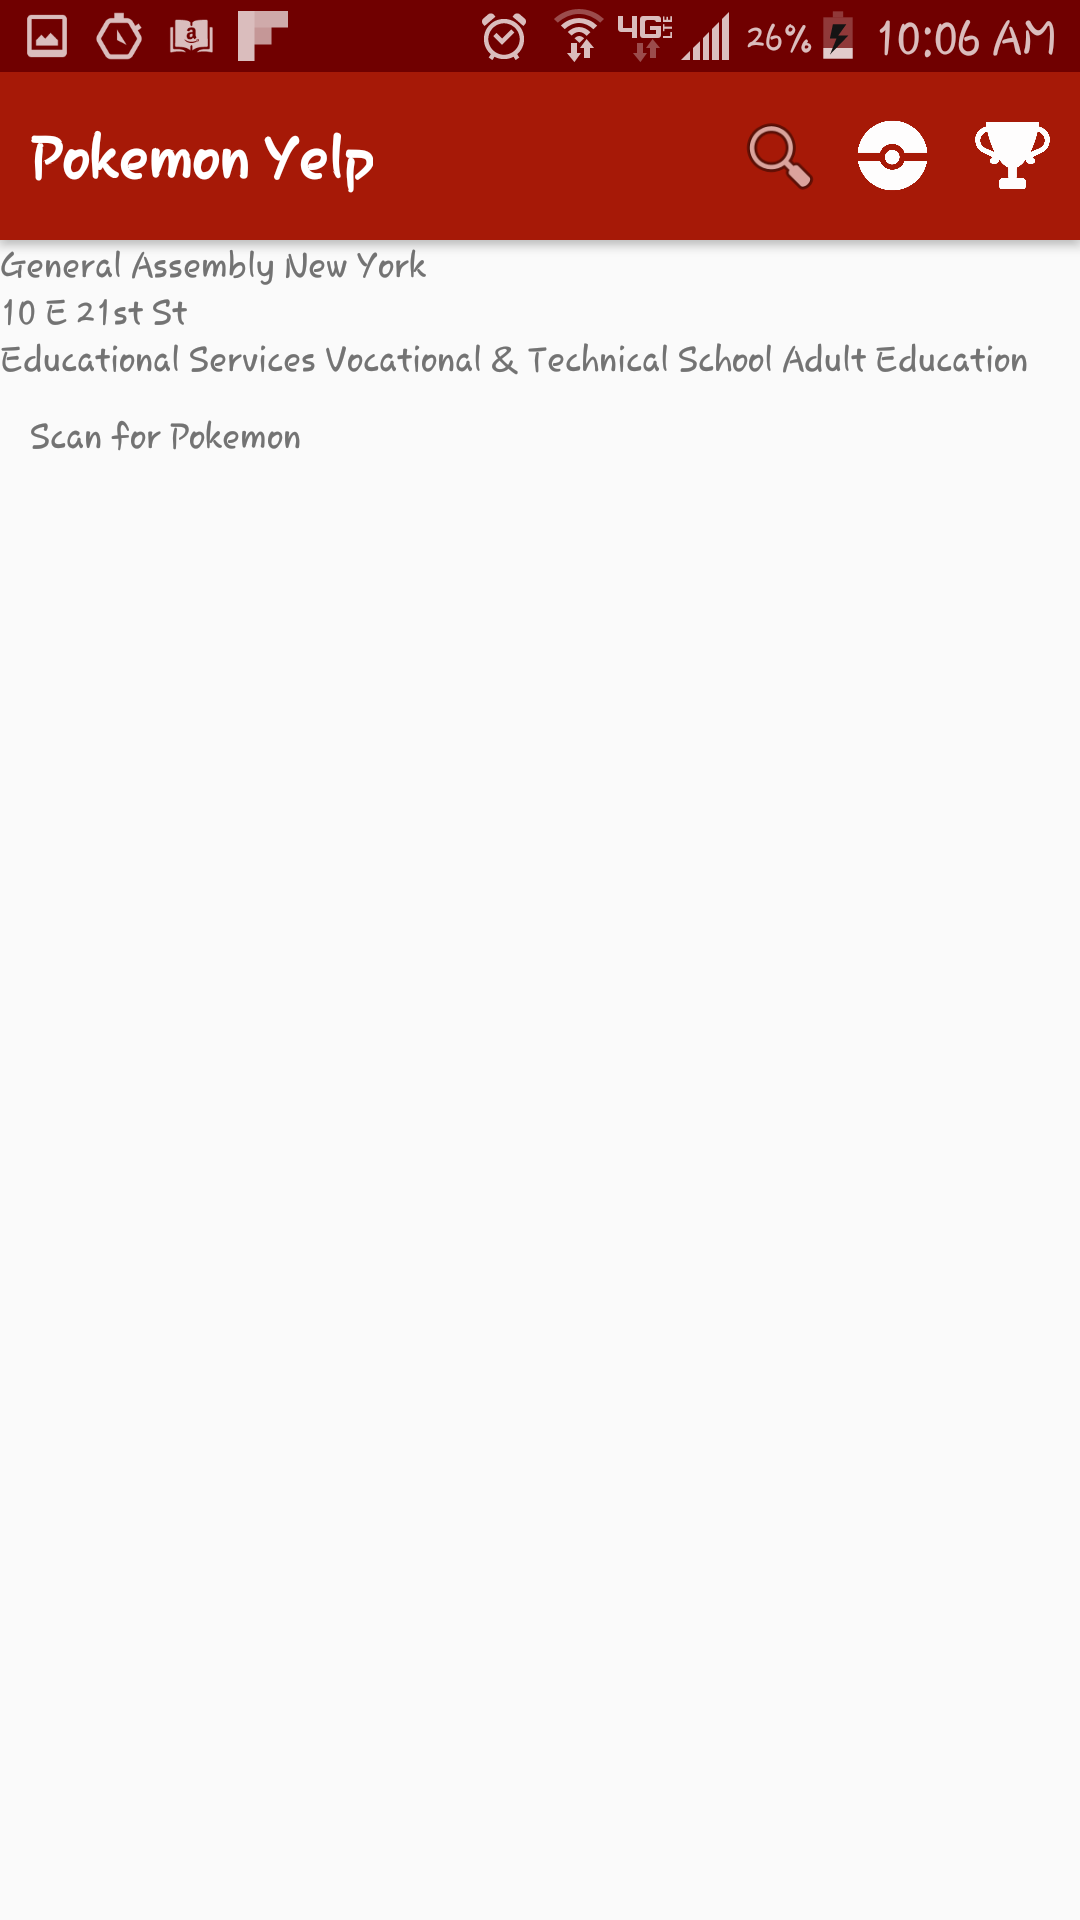 4G LTE 26% 10:06 AM
Pokemon Yelp
General Assembly New York
10 E 21st St
Educational Services Vocational & Technical School Adult Education
Scan for Pokemon